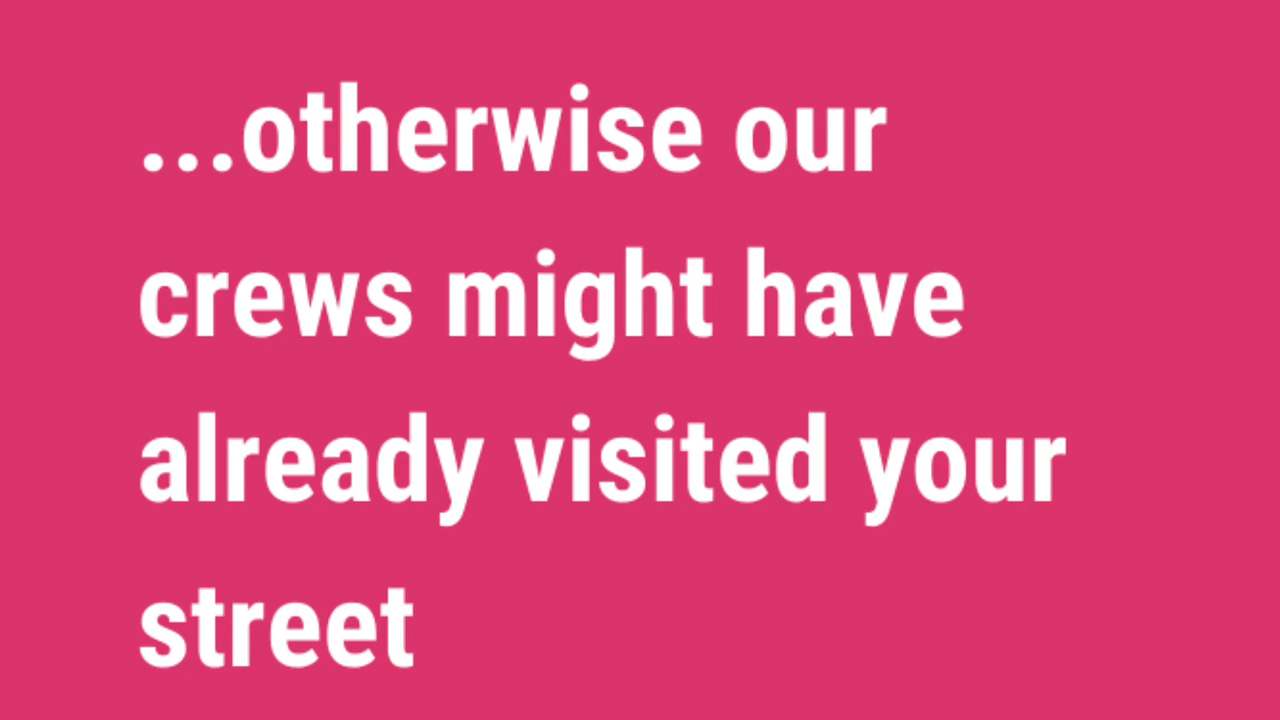 ...otherwise our
crews might have
already visited your
street